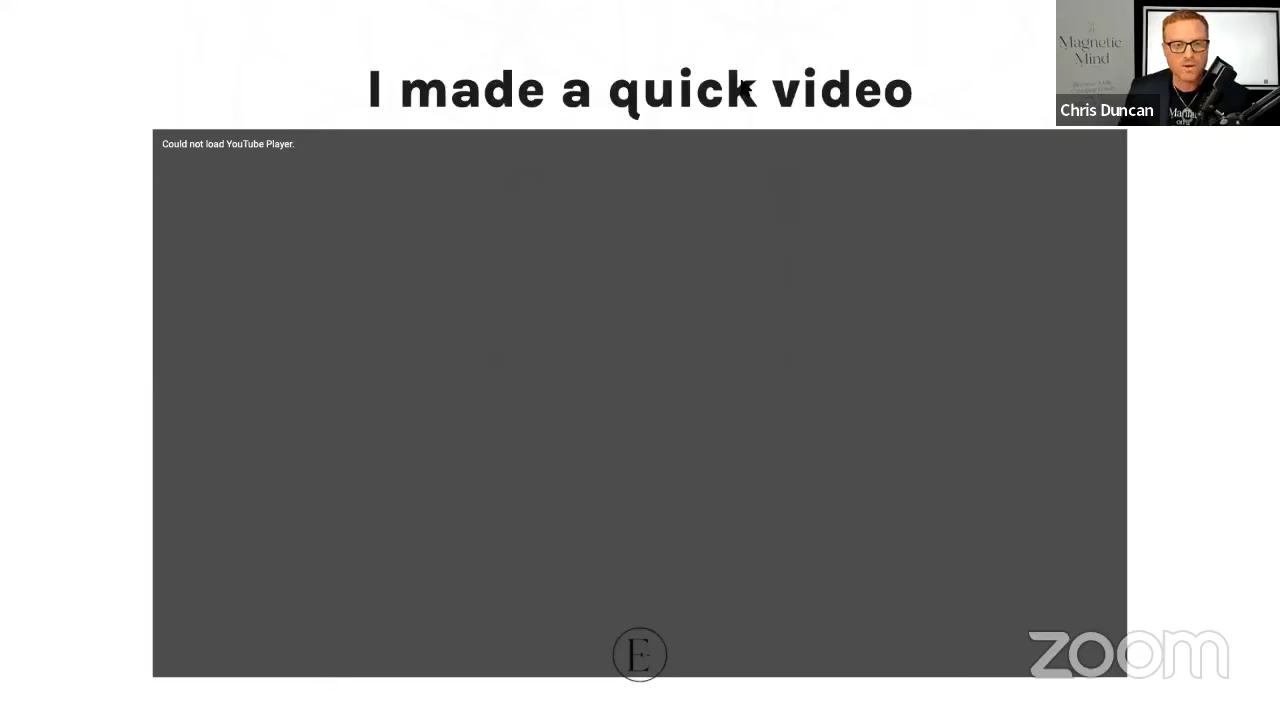 I made a quick video
Magnetic
Mind
Chris Duncan
Could not load YouTube Player.
E
zoom